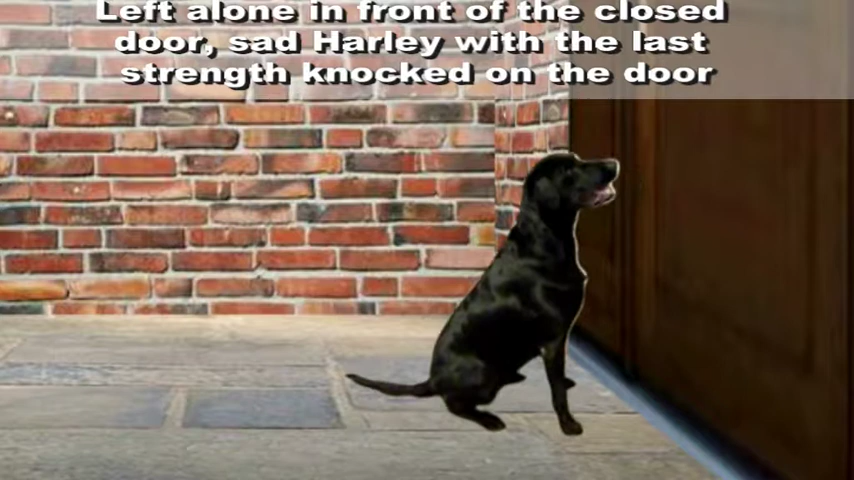 Left alone in front of the closed
door, sad Harley with the last
strength knocked on the door